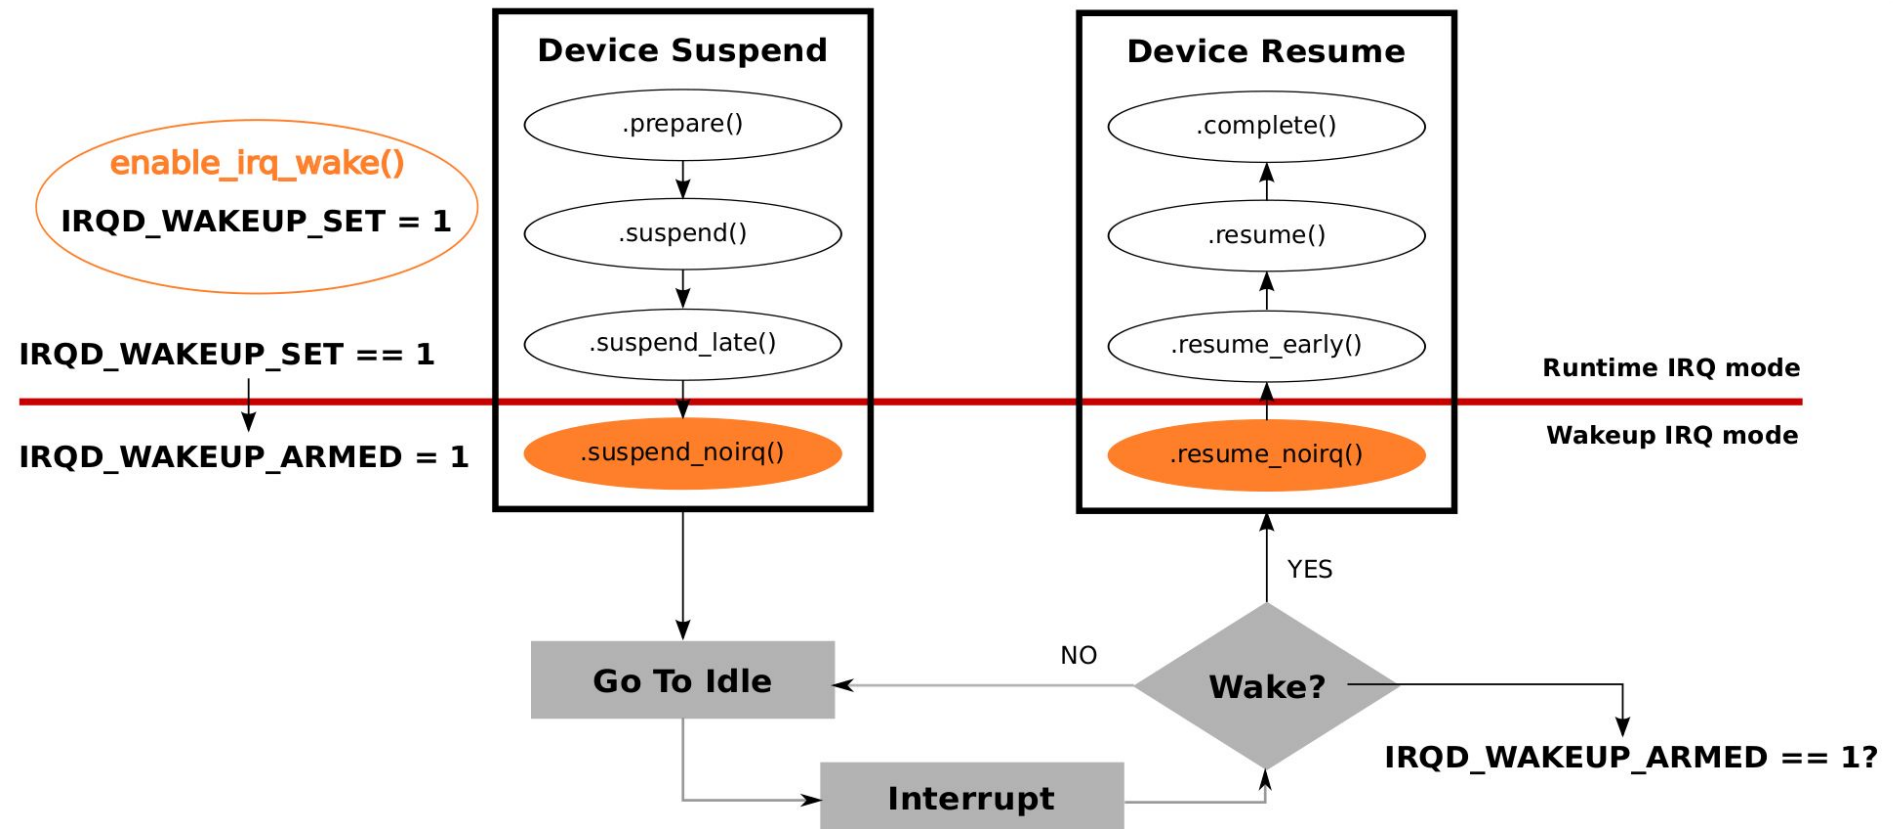 Device Suspend
.prepare()
.suspend()
.suspend_late()
.suspend_noirq()
Device Resume
.complete()
.resume()
.resume_early()
.resume_noirq()
enable_irq_wake()
IRQD_WAKEUP_SET = 1
IRQD_WAKEUP_SET == 1
IRQD_WAKEUP_ARMED = 1
Runtime IRQ mode
Wakeup IRQ mode
YES
NO
Go To Idle
Wake?
IRQD_WAKEUP_ARMED == 1?
Interrupt